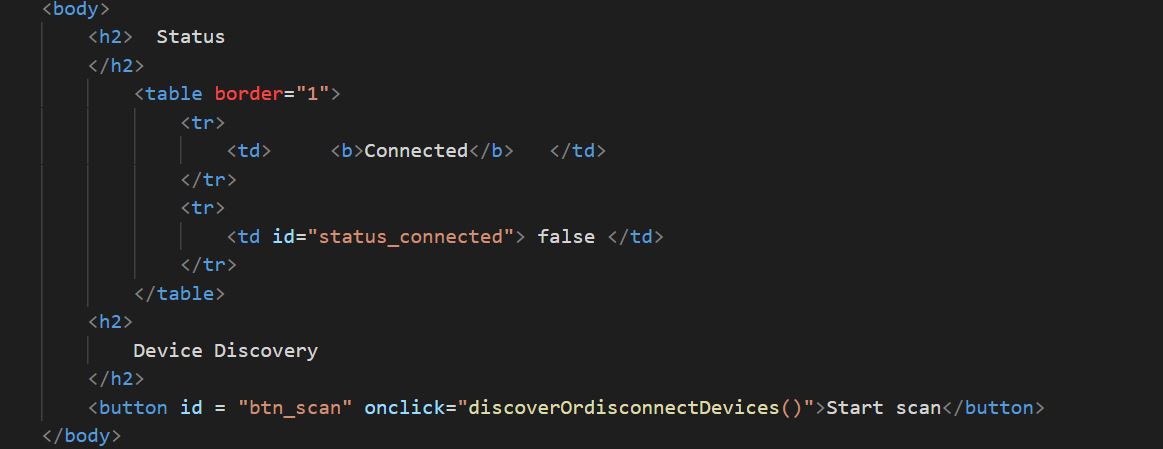 <body>
<h2>  Status
</h2>
<table border="1">
<tr>
<td>     <b>Connected</b>   </td>
</tr>
<tr>
<td id="status_connected"> false </td>
</tr>
</table>
<h2>
Device Discovery
</h2>
<button id = "btn_scan" onclick="discoverOrdisconnectDevices()">Start scan</button>
</body>